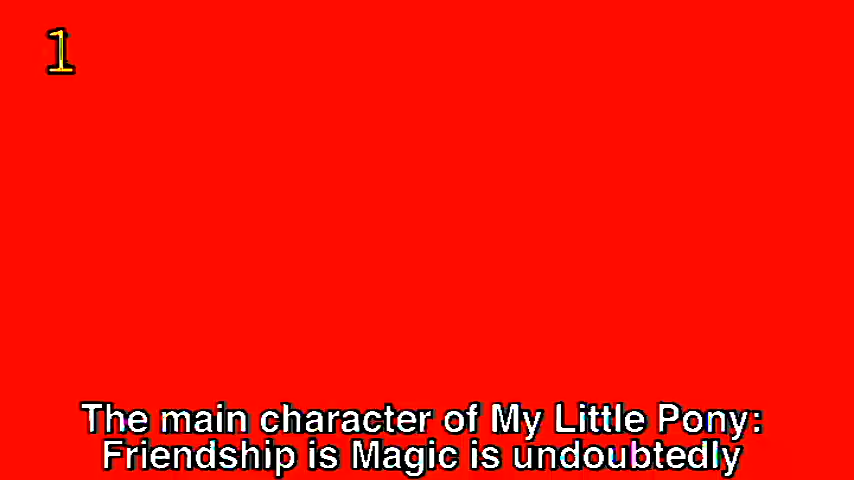 1
The main character of My Little Pony:
Friendship is Magic is undoubtedly